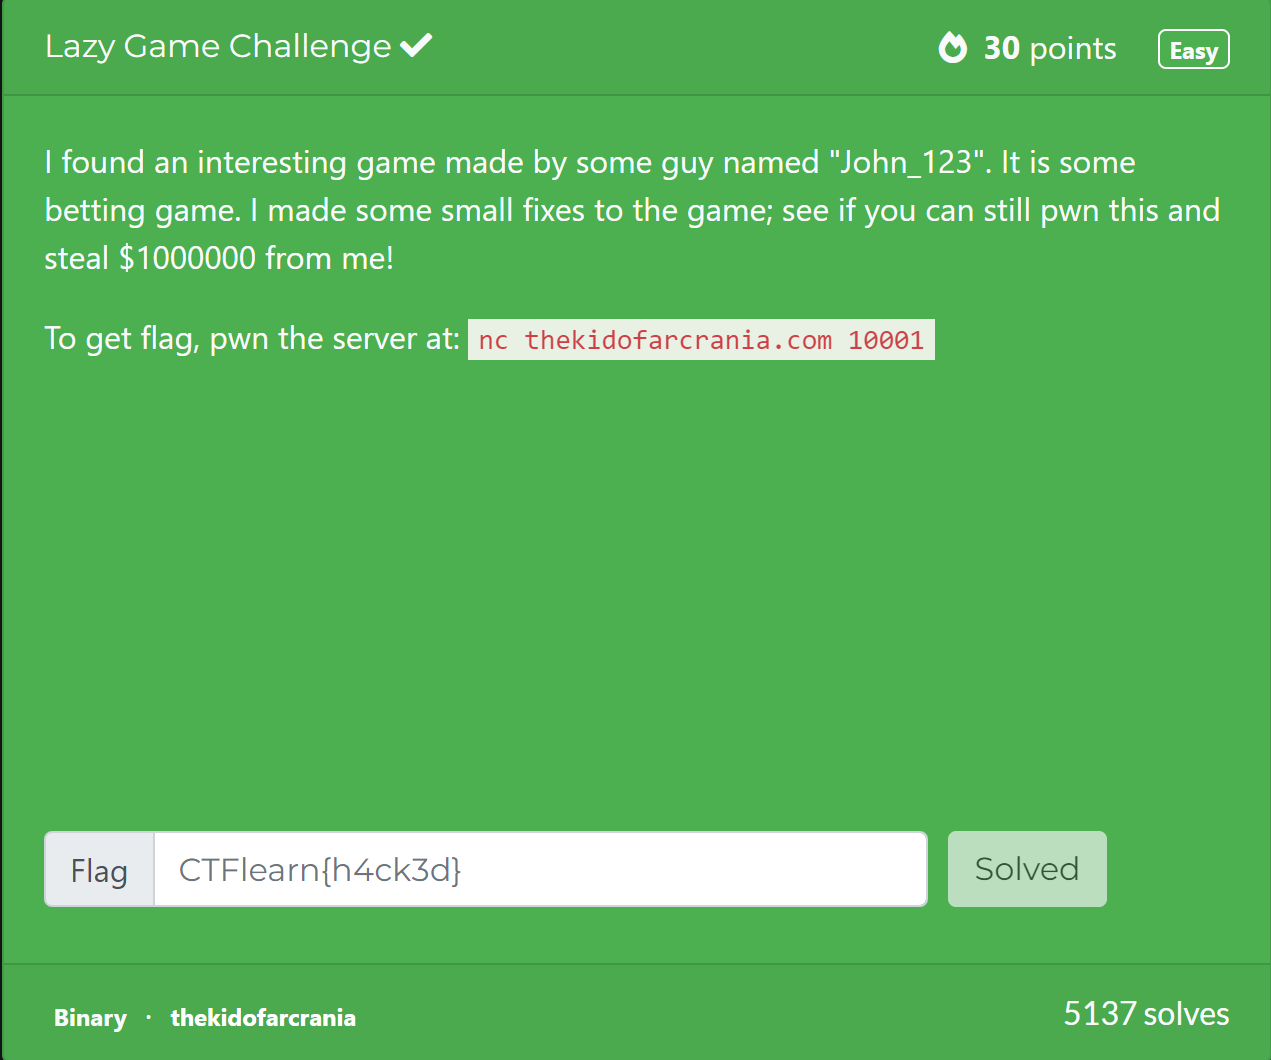 Lazy Game Challenge
30 points
Easy
I found an interesting game made by some guy named "John_123". It is some
betting game. I made some small fixes to the game; see if you can still pwn this and
steal $1000000 from me!
To get flag, pwn the server at: nc thekidofarcrania.com 10001
Flag CTFlearn{h4ck3d} Solved
Binary · thekidofarcrania
5137 solves